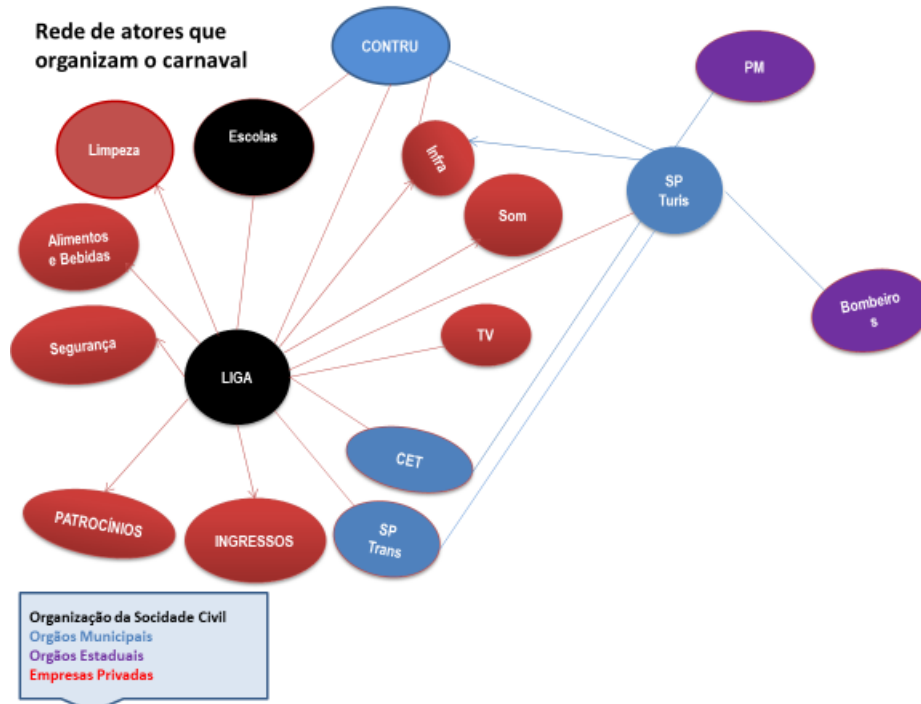 Rede de atores que
organizam o carnaval
CONTRU
PM
Escolas
Limpeza
Infra
SP
Turis
Som
Alimentos
e Bebidas
Bombeiro
s
TV
Segurança
LIGA
CET
PATROCÍNIOS
INGRESSOS
SP
Trans
Organização da Socidade Civil
Orgãos Municipais
Orgãos Estaduais
Empresas Privadas